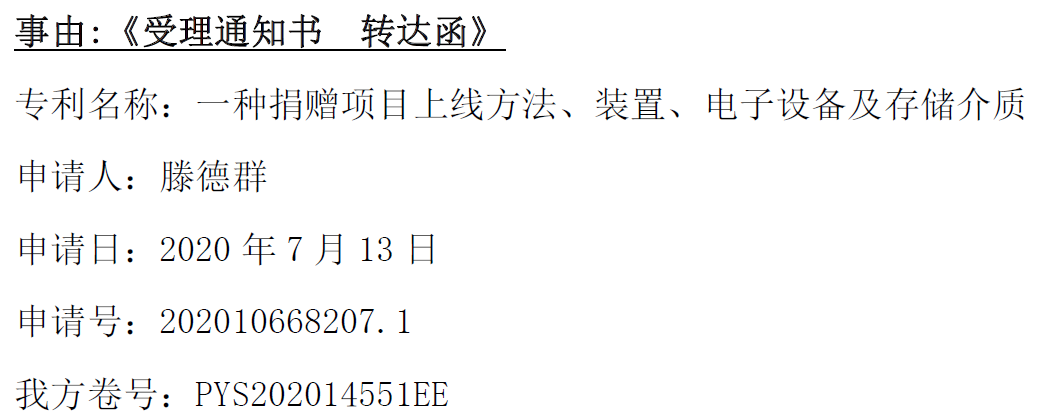 事由:《受理通知书　转达函》
专利名称：一种捐赠项目上线方法、装置、电子设备及存储介质
申请人：滕德群
申请日：2020 年 7 月 13 日
申请号：202010668207.1
我方卷号：PYS202014551EE